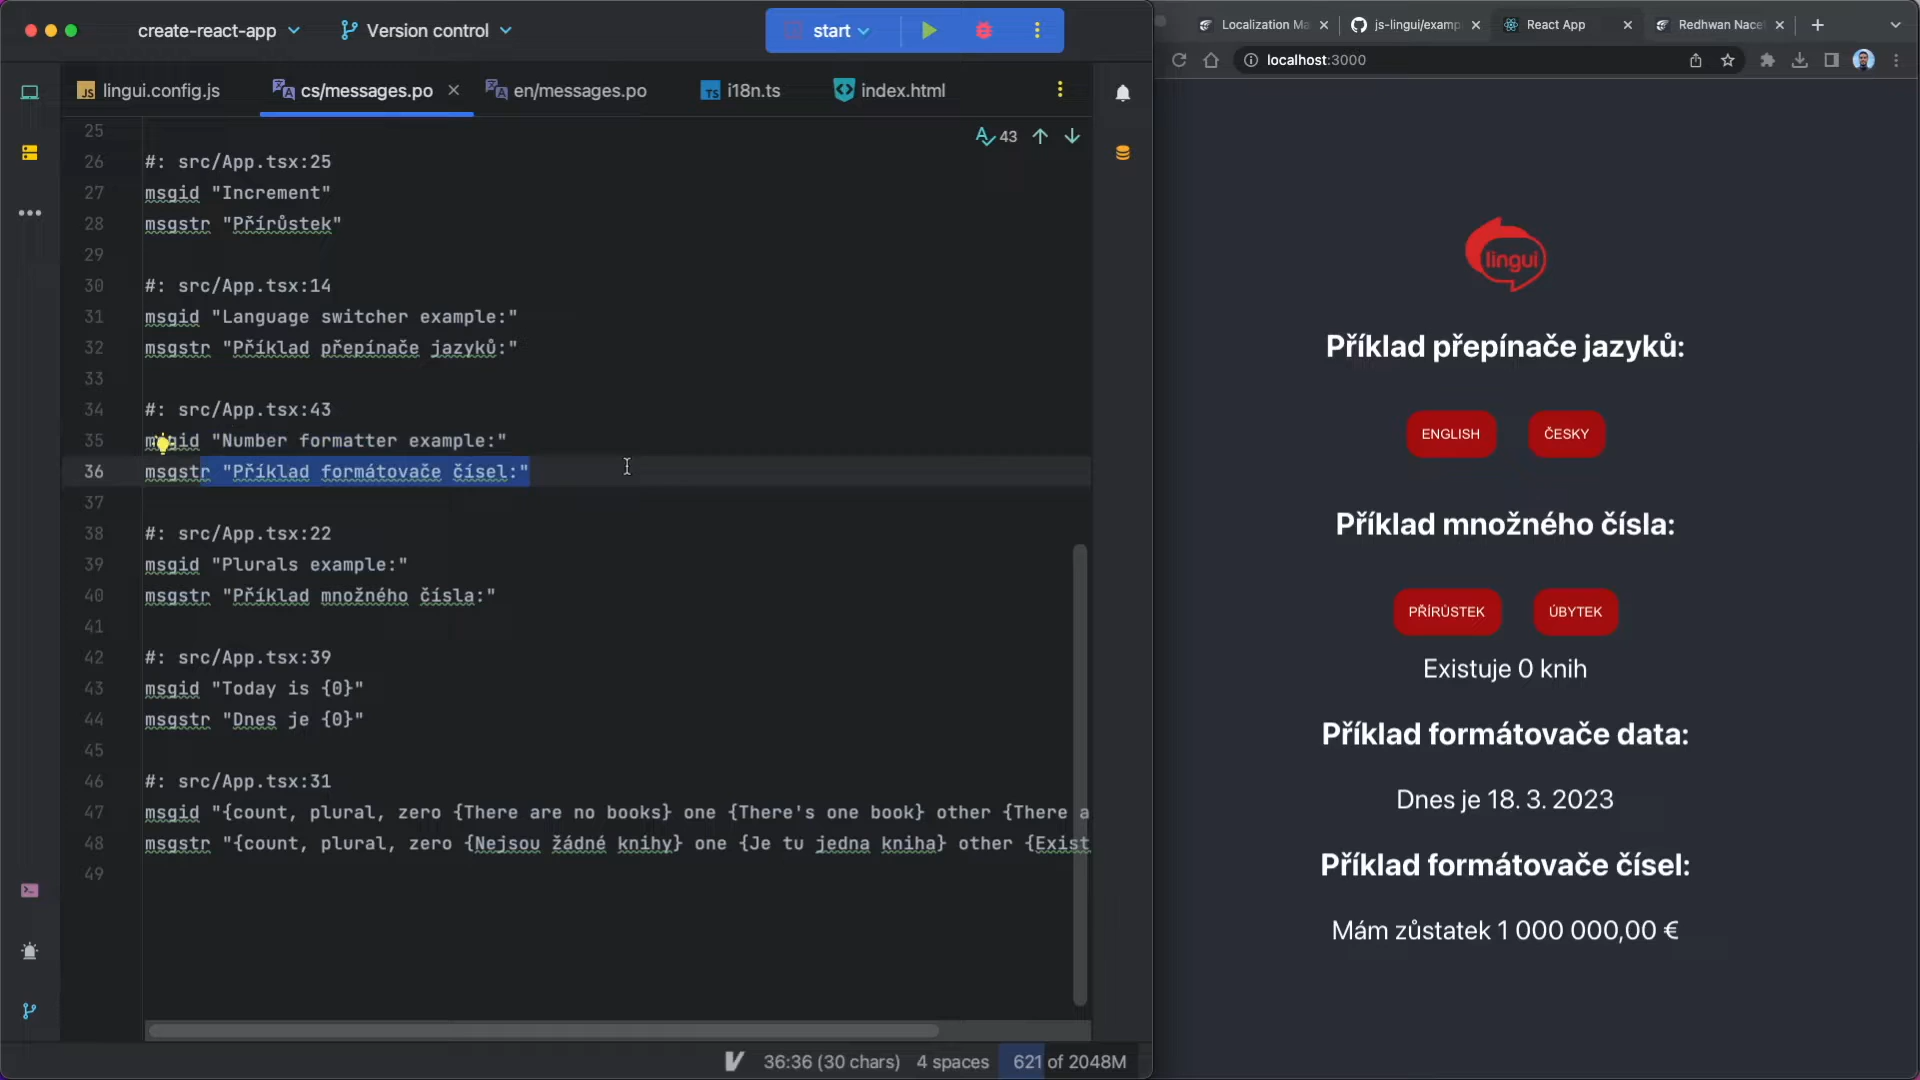 create-react-app
Version control
start
lingui.config.js
cs/messages.po
en/messages.po
i18n.ts
index.html
43
25
26 #: src/App.tsx:25
27 msgid "Increment"
28 msgstr "Přírůstek"
29
30 #: src/App.tsx:14
31 msgid "Language switcher example:"
32 msgstr "Příklad přepínače jazyků:"
33
34 #: src/App.tsx:43
35 msgid "Number formatter example:"
36 msgstr "Příklad formátovače čísel:"
37
38 #: src/App.tsx:22
39 msgid "Plurals example:"
40 msgstr "Příklad množného čísla:"
41
42 #: src/App.tsx:39
43 msgid "Today is {0}"
44 msgstr "Dnes je {0}"
45
46 #: src/App.tsx:31
47 msgid "{count, plural, zero {There are no books} one {There's one book} other {There a
48 msgstr "{count, plural, zero {Nejsou žádné knihy} one {Je tu jedna kniha} other {Exist
49
36:36 (30 chars)
4 spaces
621 of 2048M
Localization Ma
js-lingui/examp
React App
Redhwan Nace
localhost:3000
lingui
Příklad přepínače jazyků:
ENGLISH
ČESKY
Příklad množného čísla:
PŘÍRŮSTEK
ÚBYTEK
Existuje 0 knih
Příklad formátovače data:
Dnes je 18. 3. 2023
Příklad formátovače čísel:
Mám zůstatek 1 000 000,00 €